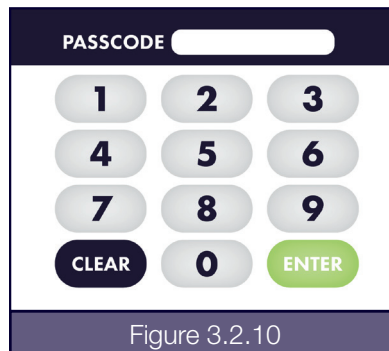 PASSCODE
1 2 3
4 5 6
7 8 9
CLEAR 0 ENTER
Figure 3.2.10